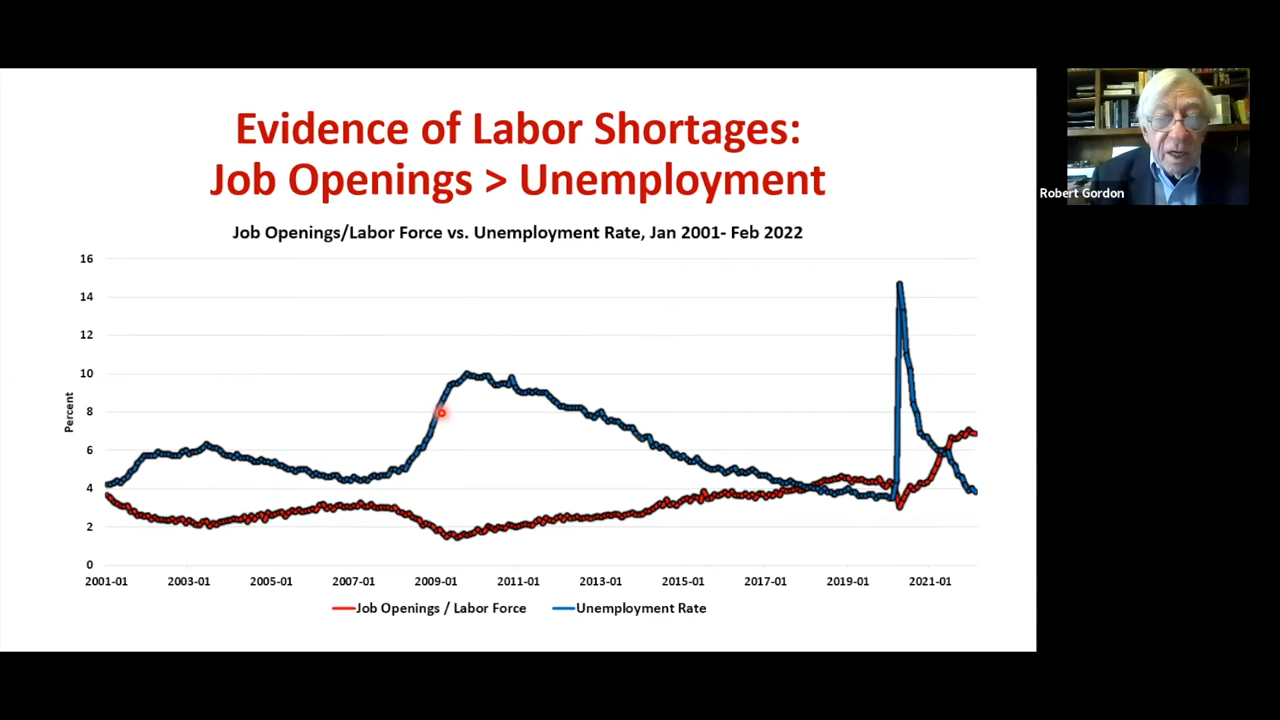 Evidence of Labor Shortages:
Job Openings > Unemployment
Robert Gordon
Job Openings/Labor Force vs. Unemployment Rate, Jan 2001- Feb 2022
Percent
16
14
12
10
8
6
4
2
0
2001-01 2003-01 2005-01 2007-01 2009-01 2011-01 2013-01 2015-01 2017-01 2019-01 2021-01
Job Openings / Labor Force Unemployment Rate